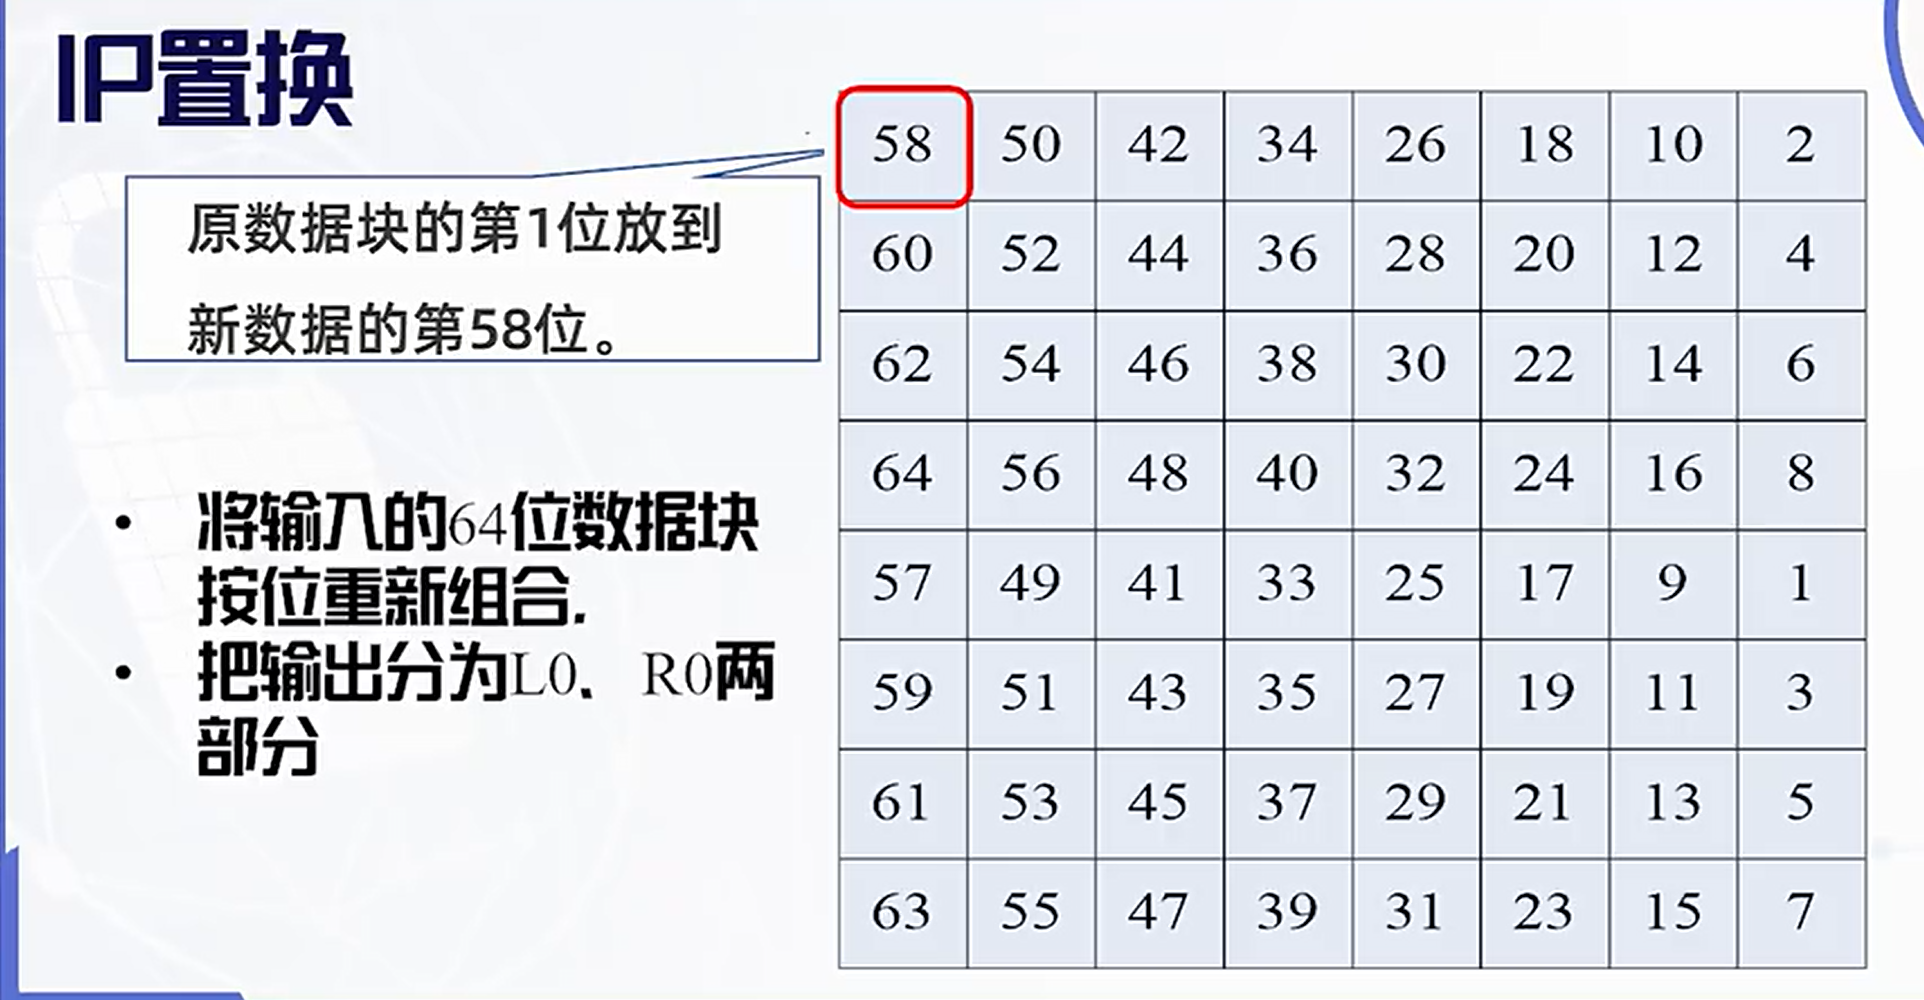 IP置换
原数据块的第1位放到
新数据的第58位。
将输入的64位数据块
按位重新组合.
把输出分为L0、R0两
部分
58 50 42 34 26 18 10 2
60 52 44 36 28 20 12 4
62 54 46 38 30 22 14 6
64 56 48 40 32 24 16 8
57 49 41 33 25 17 9 1
59 51 43 35 27 19 11 3
61 53 45 37 29 21 13 5
63 55 47 39 31 23 15 7